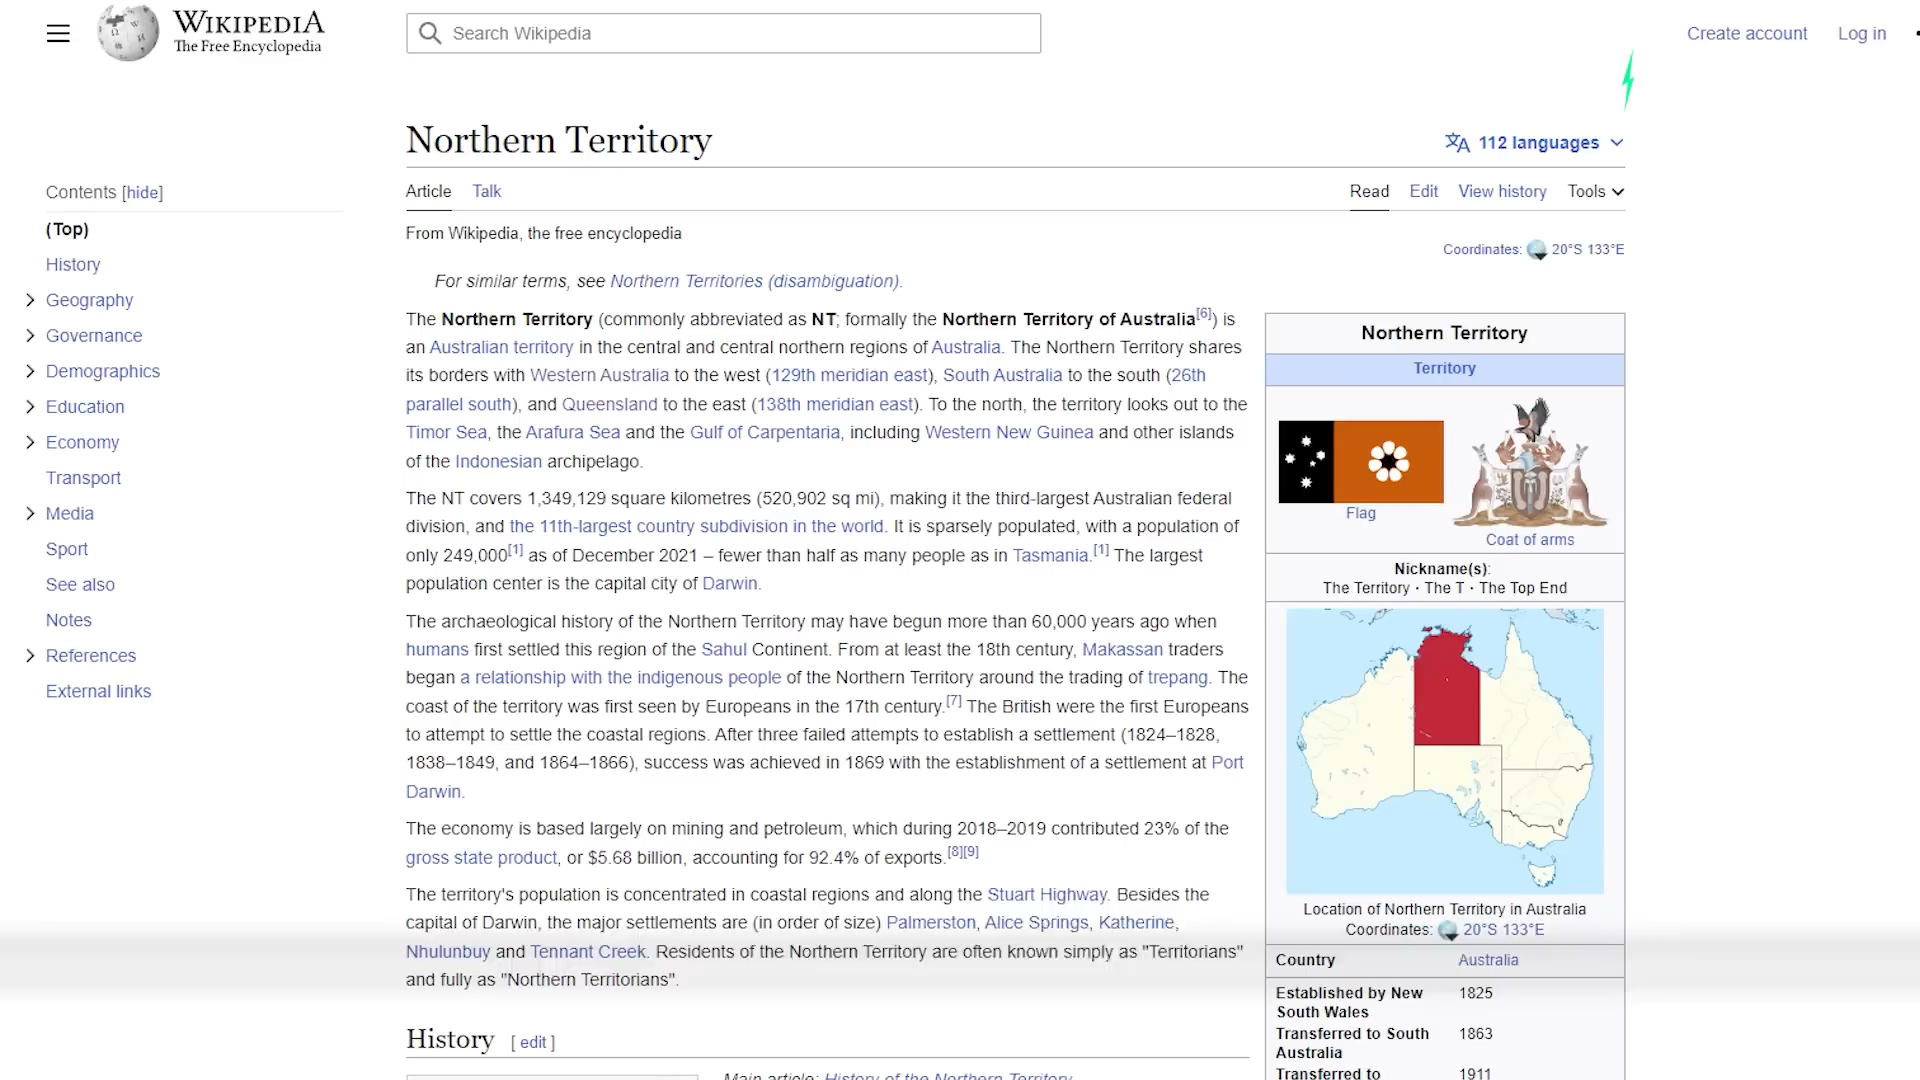 WIKIPEDIA
The Free Encyclopedia
Search Wikipedia
Create account
Log in
Northern Territory
112 languages
Contents [hide]
(Top)
History
Geography
Governance
Demographics
Education
Economy
Transport
Media
Sport
See also
Notes
References
External links
Article
Talk
Read
Edit
View history
Tools
From Wikipedia, the free encyclopedia
Coordinates: 20°S 133°E
For similar terms, see Northern Territories (disambiguation).
The Northern Territory (commonly abbreviated as NT; formally the Northern Territory of Australia[6]) is
an Australian territory in the central and central northern regions of Australia. The Northern Territory shares
its borders with Western Australia to the west (129th meridian east), South Australia to the south (26th
parallel south), and Queensland to the east (138th meridian east). To the north, the territory looks out to the
Timor Sea, the Arafura Sea and the Gulf of Carpentaria, including Western New Guinea and other islands
of the Indonesian archipelago.
The NT covers 1,349,129 square kilometres (520,902 sq mi), making it the third-largest Australian federal
division, and the 11th-largest country subdivision in the world. It is sparsely populated, with a population of
only 249,000[1] as of December 2021 – fewer than half as many people as in Tasmania.[1] The largest
population center is the capital city of Darwin.
The archaeological history of the Northern Territory may have begun more than 60,000 years ago when
humans first settled this region of the Sahul Continent. From at least the 18th century, Makassan traders
began a relationship with the indigenous people of the Northern Territory around the trading of trepang. The
coast of the territory was first seen by Europeans in the 17th century.[7] The British were the first Europeans
to attempt to settle the coastal regions. After three failed attempts to establish a settlement (1824–1828,
1838–1849, and 1864–1866), success was achieved in 1869 with the establishment of a settlement at Port
Darwin.
The economy is based largely on mining and petroleum, which during 2018–2019 contributed 23% of the
gross state product, or $5.68 billion, accounting for 92.4% of exports.[8][9]
The territory's population is concentrated in coastal regions and along the Stuart Highway. Besides the
capital of Darwin, the major settlements are (in order of size) Palmerston, Alice Springs, Katherine,
Nhulunbuy and Tennant Creek. Residents of the Northern Territory are often known simply as "Territorians"
and fully as "Northern Territorians".
History [ edit ]
Main article: History of the Northern Territory
Northern Territory
Territory
Flag
Coat of arms
Nickname(s):
The Territory · The T · The Top End
Location of Northern Territory in Australia
Coordinates: 20°S 133°E
Country Australia
Established by New 1825
South Wales
Transferred to South 1863
Australia
Transferred to 1911